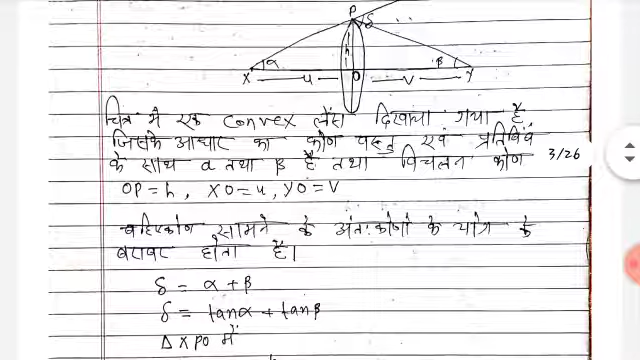 P
δ
h
α
β
X
u
O
v
Y
चित्र में एक convex लेंस दिखाया गया है
जिसके आधार का कोण वस्तु एवं प्रतिबिंब
के साथ α तथा β है तथा विचलन कोण
3/26
OP = h, XO = u, YO = V
बहिष्कोण सामने के अंतः कोणो के योग के
बराबर होता है।
δ = α + β
δ = tanα + tanβ
Δ XPO में